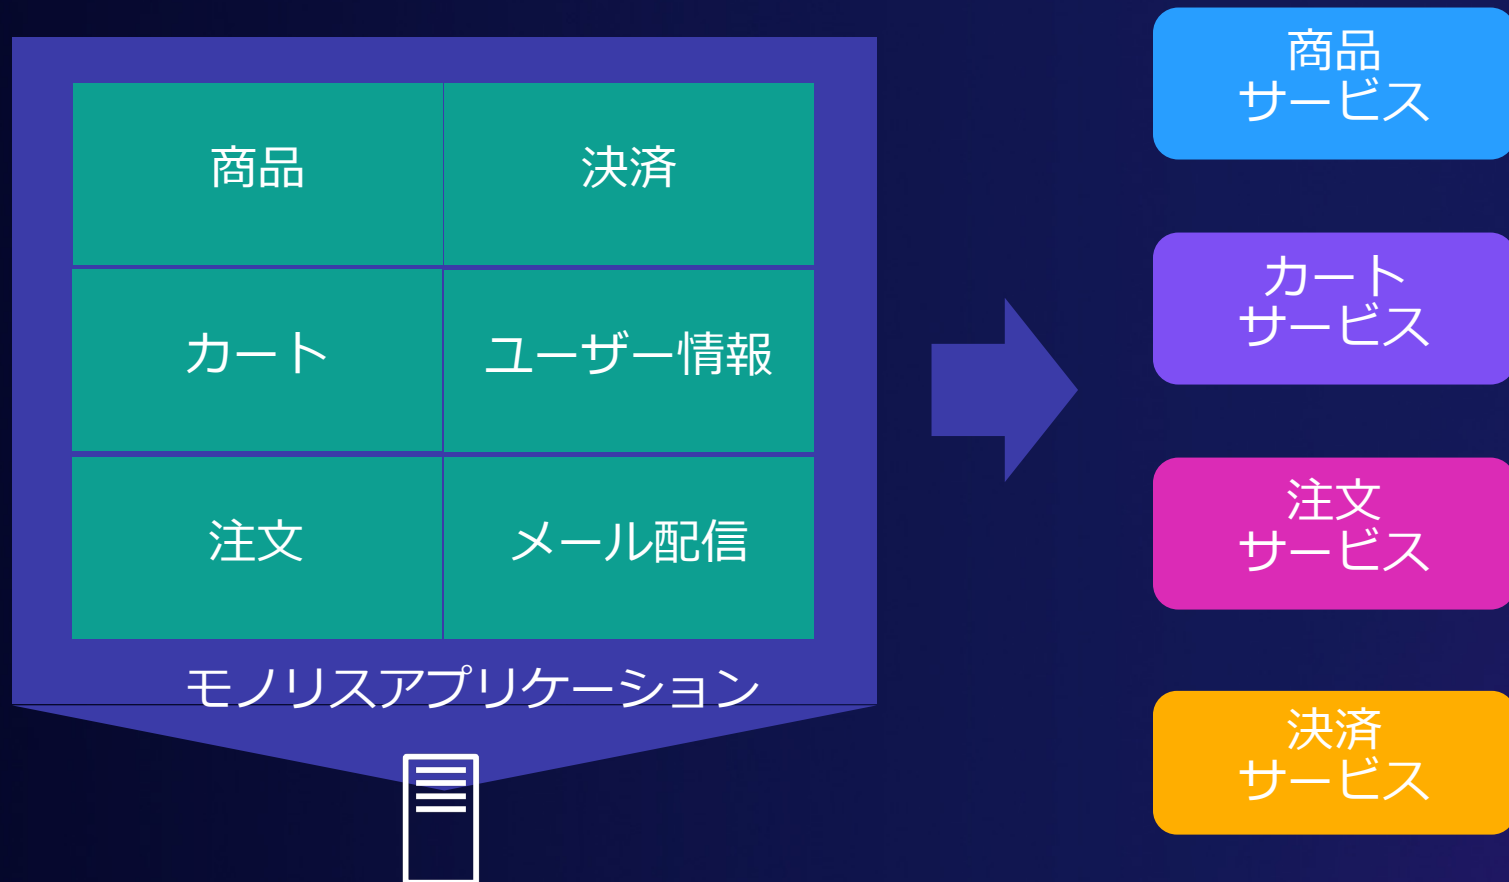 商品
決済
カート
ユーザー情報
注文
メール配信
モノリスアプリケーション
商品
サービス
カート
サービス
注文
サービス
決済
サービス